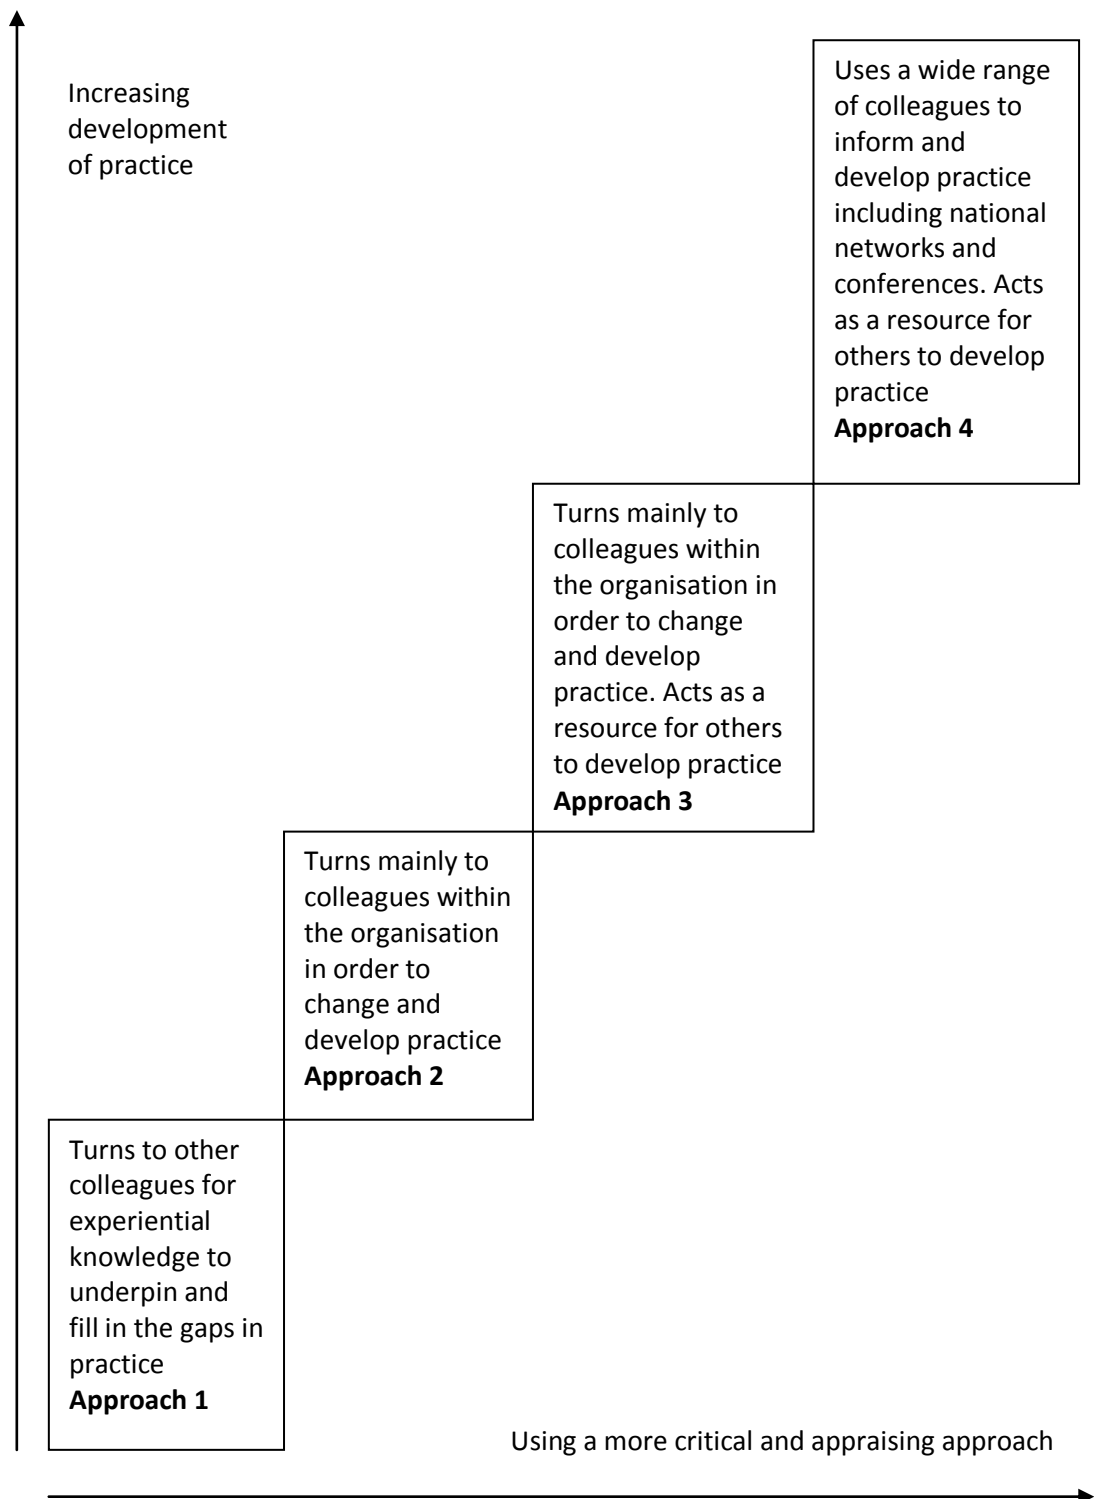 Increasing
development
of practice
Uses a wide range
of colleagues to
inform and
develop practice
including national
networks and
conferences. Acts
as a resource for
others to develop
practice
Approach 4
Turns mainly to
colleagues within
the organisation in
order to change
and develop
practice. Acts as a
resource for others
to develop practice
Approach 3
Turns mainly to
colleagues within
the organisation
in order to
change and
develop practice
Approach 2
Turns to other
colleagues for
experiential
knowledge to
underpin and
fill in the gaps in
practice
Approach 1
Using a more critical and appraising approach